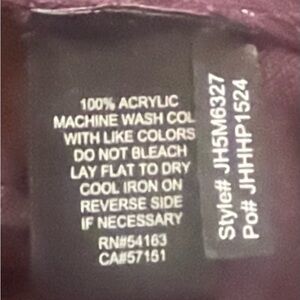 100% ACRYLIC
MACHINE WASH COL
WITH LIKE COLORS
DO NOT BLEACH
LAY FLAT TO DRY
COOL IRON ON
REVERSE SIDE
IF NECESSARY
RN#54163
CA#57151
Style# JH5M6327
Po# JHHHP1524